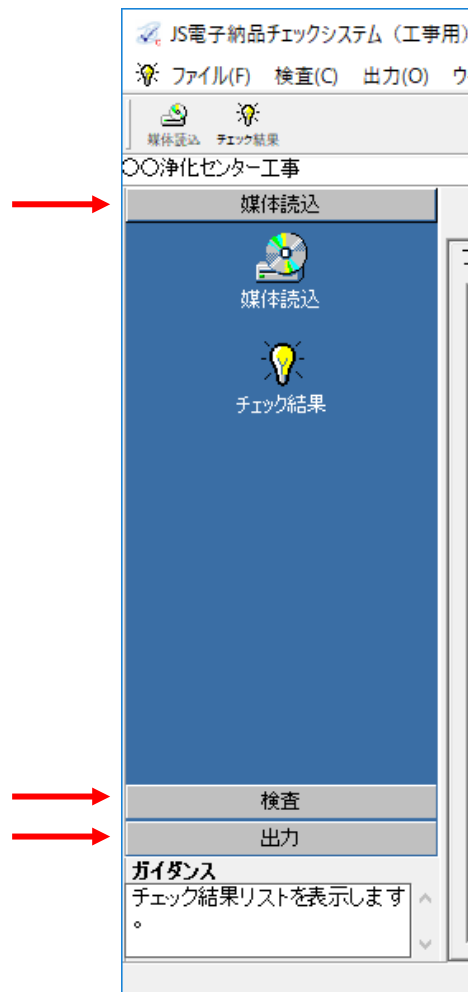 JS電子納品チェックシステム（工事用）
ファイル(F) 検査(C) 出力(O) ウ
媒体読込 チェック結果
〇〇浄化センター工事
媒体読込
媒体読込
チェック結果
検査
出力
ガイダンス
チェック結果リストを表示します
。